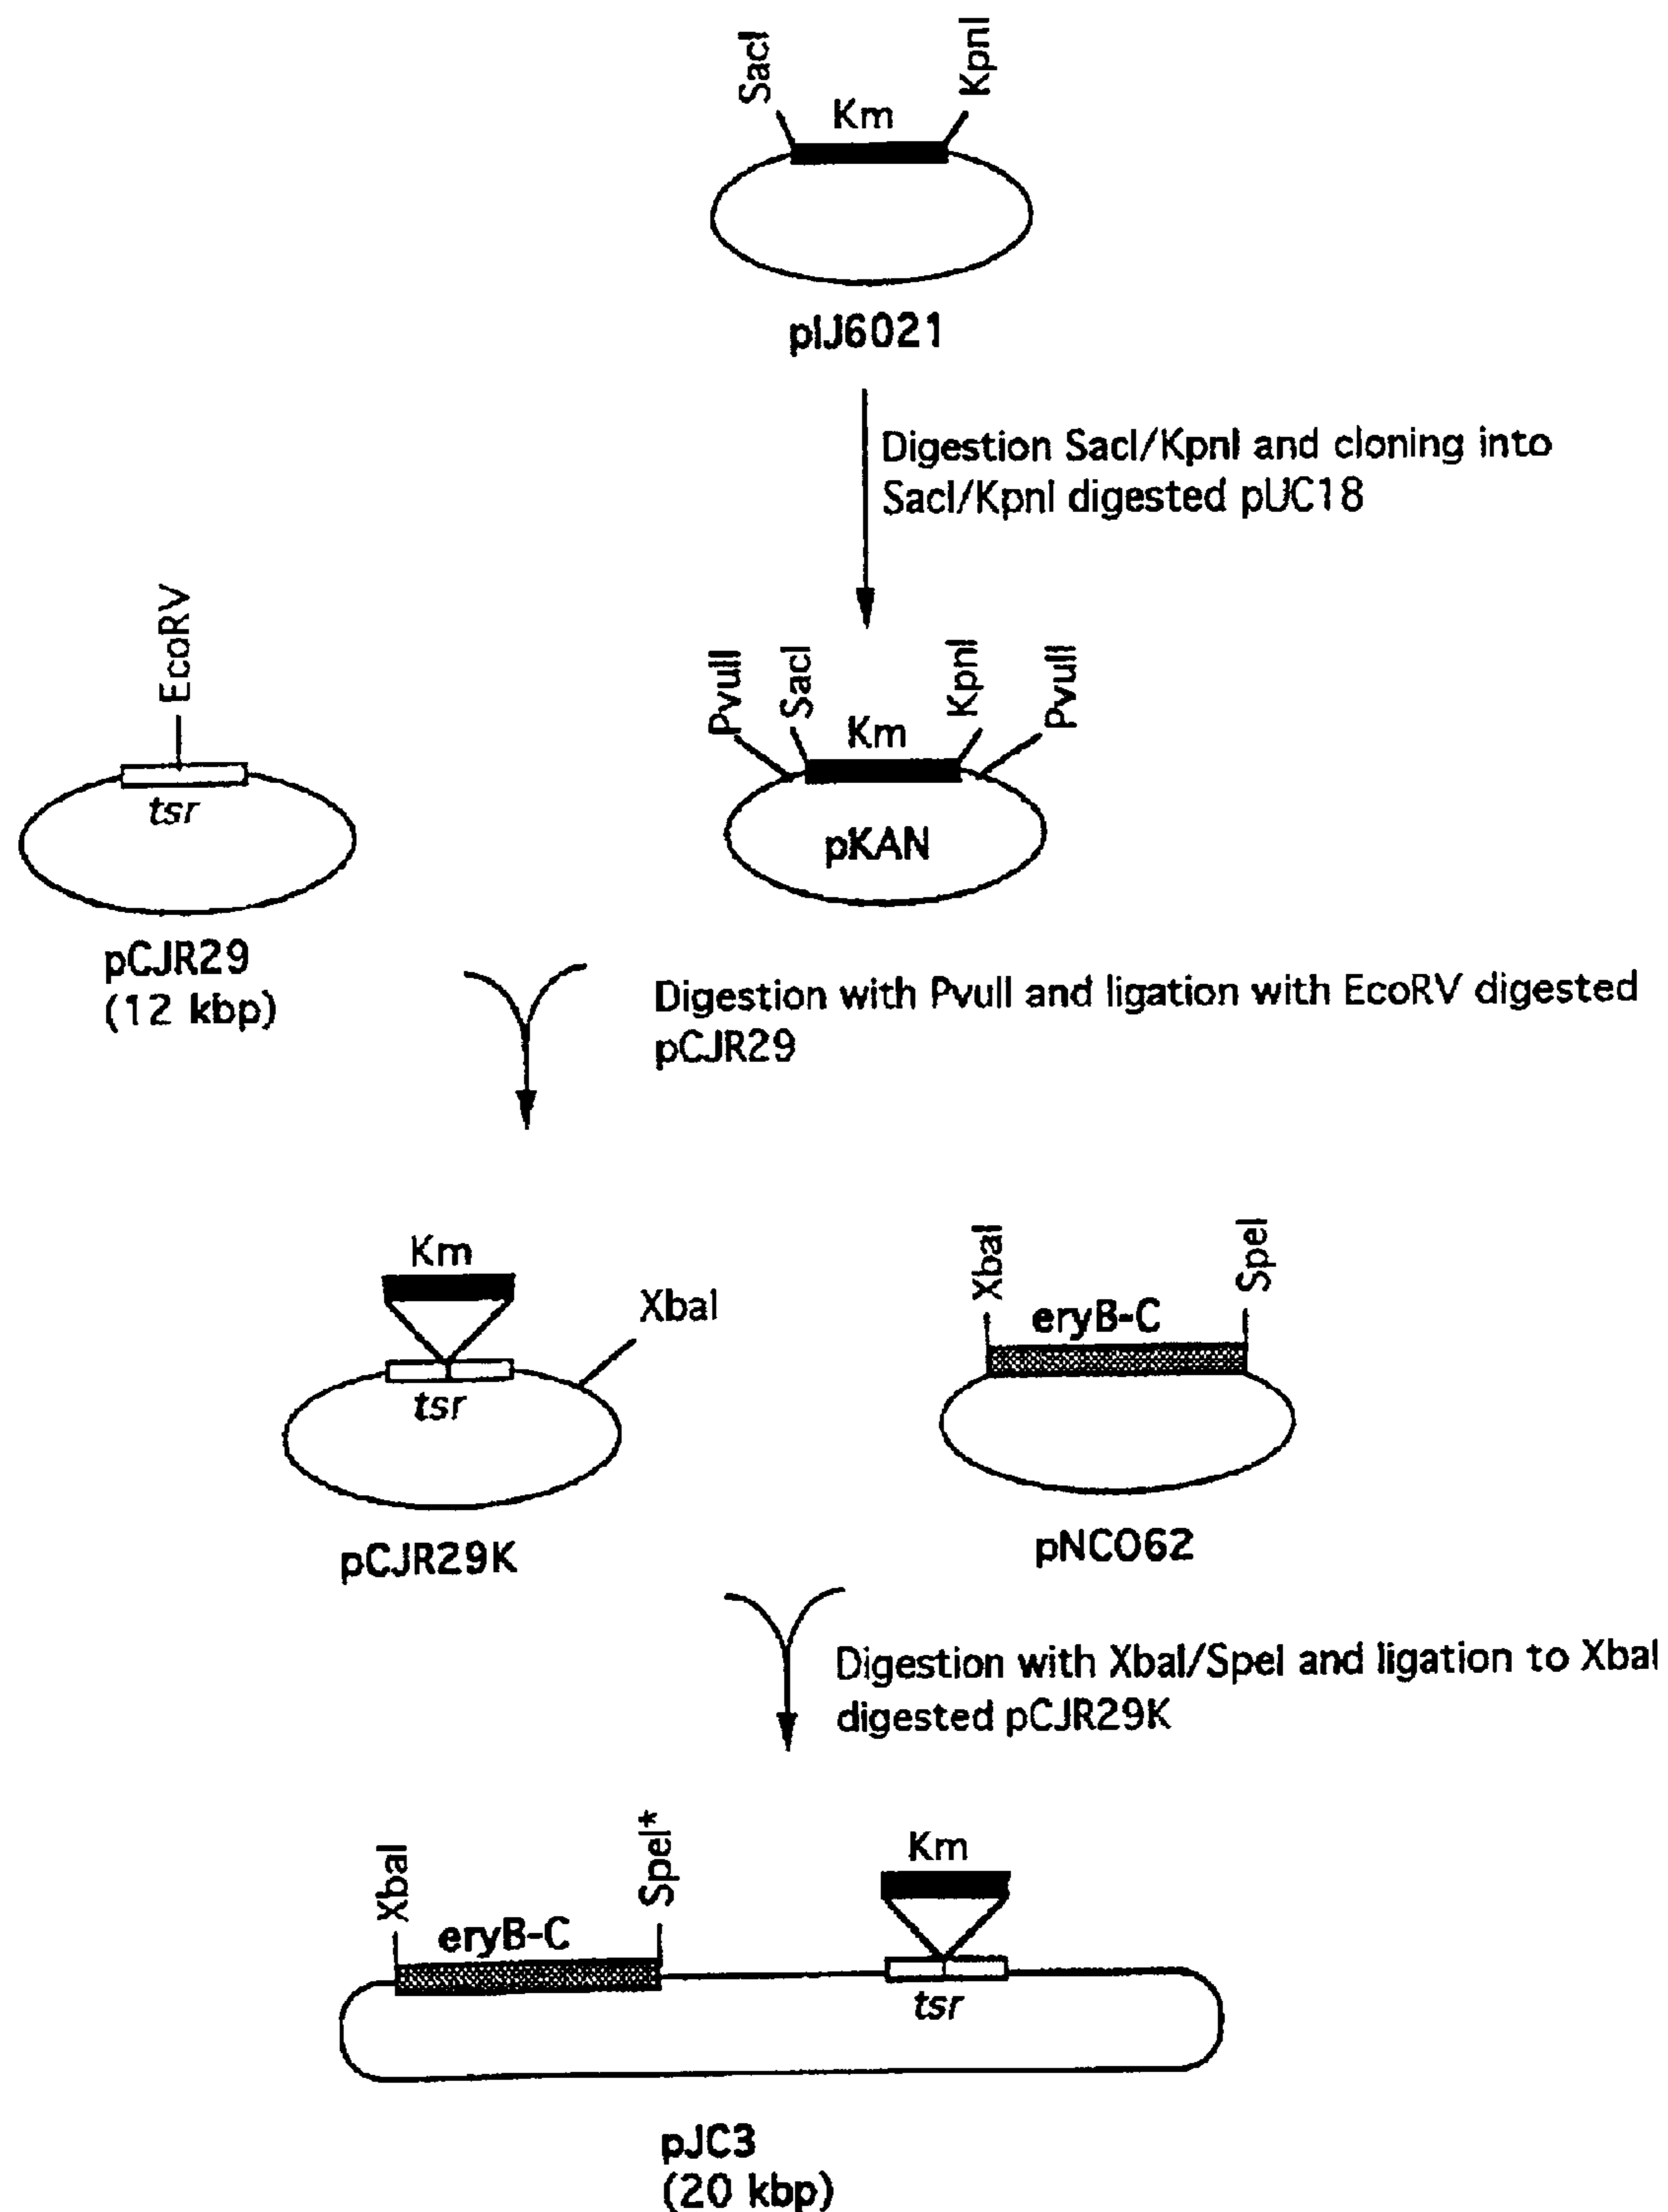 SacI
Km
KpnI
pIJ6021
Digestion SacI/KpnI and cloning into
SacI/KpnI digested pUC18
EcoRV
tsr
pCJR29
(12 kbp)
PvuII
SacI
Km
KpnI
PvuII
pKAN
Digestion with PvuII and ligation with EcoRV digested
pCJR29
Km
XbaI
tsr
pCJR29K
XbaI
eryB-C
SpeI
pNCO62
Digestion with XbaI/SpeI and ligation to XbaI
digested pCJR29K
XbaI
eryB-C
SpeI*
Km
tsr
pJC3
(20 kbp)